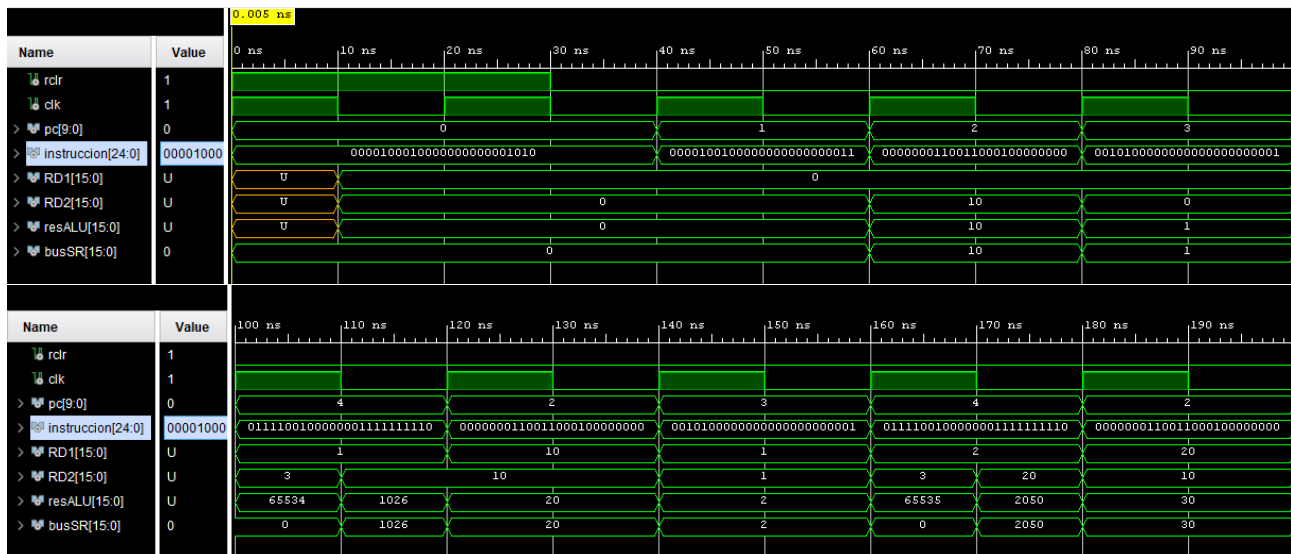 0.005 ns
Name Value 0 ns 10 ns 20 ns 30 ns 40 ns 50 ns 60 ns 70 ns 80 ns 90 ns
rclr 1
clk 1
pc[9:0] 0 0 1 2 3
instruccion[24:0] 00001000 0000100010000000000001010 0000100100000000000000011 0000000110011000100000000 0010100000000000000000001
RD1[15:0] U U 0
RD2[15:0] U U 0 10 0
resALU[15:0] U U 0 10 1
busSR[15:0] 0 0 10 1
Name Value 100 ns 110 ns 120 ns 130 ns 140 ns 150 ns 160 ns 170 ns 180 ns 190 ns
rclr 1
clk 1
pc[9:0] 0 4 2 3 4 2
instruccion[24:0] 00001000 0111100100000001111111110 0000000110011000100000000 0010100000000000000000001 0111100100000001111111110 0000000110011000100000000
RD1[15:0] U 1 10 1 2 20
RD2[15:0] U 3 10 1 3 20 10
resALU[15:0] U 65534 1026 20 2 65535 2050 30
busSR[15:0] 0 0 1026 20 2 0 2050 30